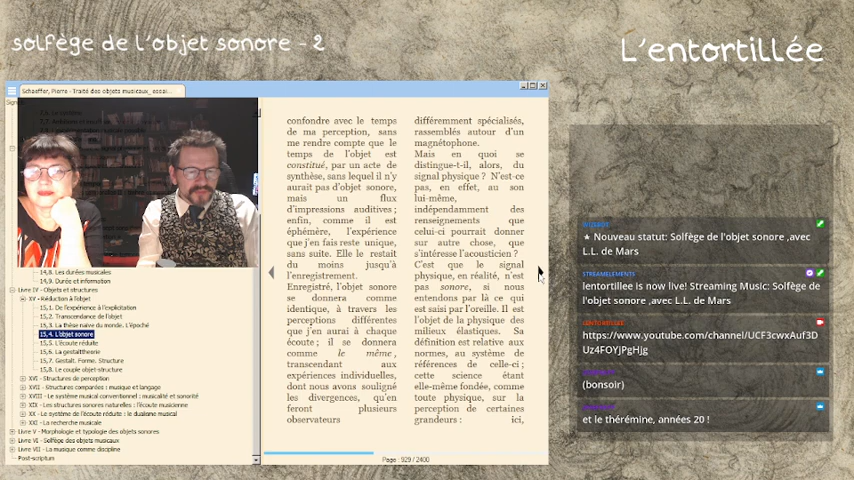 solfège de l'objet sonore - 2
L'entortillée
Schaeffer, Pierre - Traité des objets musicaux_ essai...
confondre avec le temps
de ma perception, sans
me rendre compte que le
temps de l'objet est
constitué, par un acte de
synthèse, sans lequel il n'y
aurait pas d'objet sonore,
mais un flux
d'impressions auditives ;
enfin, comme il est
éphémère, l'expérience
que j'en fais reste unique,
sans suite. Elle le restait
du moins jusqu'à
l'enregistrement.
Enregistré, l'objet sonore
se donnera comme
identique, à travers les
perceptions différentes
que j'en aurai à chaque
écoute ; il se donnera
comme le même,
transcendant aux
expériences individuelles,
dont nous avons souligné
les divergences, qu'en
feront plusieurs
observateurs
différemment spécialisés,
rassemblés autour d'un
magnétophone.
Mais en quoi se
distingue-t-il, alors, du
signal physique ? N'est-ce
pas, en effet, au son
lui-même,
indépendamment des
renseignements que
celui-ci pourrait donner
sur autre chose, que
s'intéresse l'acousticien ?
C'est que le signal
physique, en réalité, n'est
pas sonore, si nous
entendons par là ce qui
est saisi par l'oreille. Il est
l'objet de la physique des
milieux élastiques. Sa
définition est relative aux
normes, au système de
références de celle-ci ;
cette science étant
elle-même fondée, comme
toute physique, sur la
perception de certaines
grandeurs : ici,
Page : 929 / 2400
14,8. Les durées musicales
14,9. Durée et information
Livre IV - Objets et structures
XV - Réduction à l'objet
15,1. De l'expérience à l'explicitation
15,2. Transcendance de l'objet
15,3. La thèse naïve du monde. L'époché
15,4. L'objet sonore
15,5. L'écoute réduite
15,6. La gestalttheorie
15,7. Gestalt. Forme, Structure
15,8. Le couple objet-structure
XVI - Structures de perception
XVII - Structures comparées : musique et langage
XVIII - Le système musical conventionnel : musicalité et sonorité
XIX - Les structures sonores naturelles : l'écoute musicienne
XX - Le système de l'écoute réduite : le dualisme musical
XXI - La recherche musicale
Livre V - Morphologie et typologie des objets sonores
Livre VI - Solfège des objets musicaux
Livre VII - La musique comme discipline
Post-scriptum
★ Nouveau statut: Solfège de l'objet sonore ,avec
L.L. de Mars
STREAMELEMENTS
lentortillee is now live! Streaming Music: Solfège de
l'objet sonore ,avec L.L. de Mars
LENTORTILLEE
https://www.youtube.com/channel/UCF3cwxAuf3D
Uz4FOYJPgHjg
(bonsoir)
et le thérémine, années 20 !